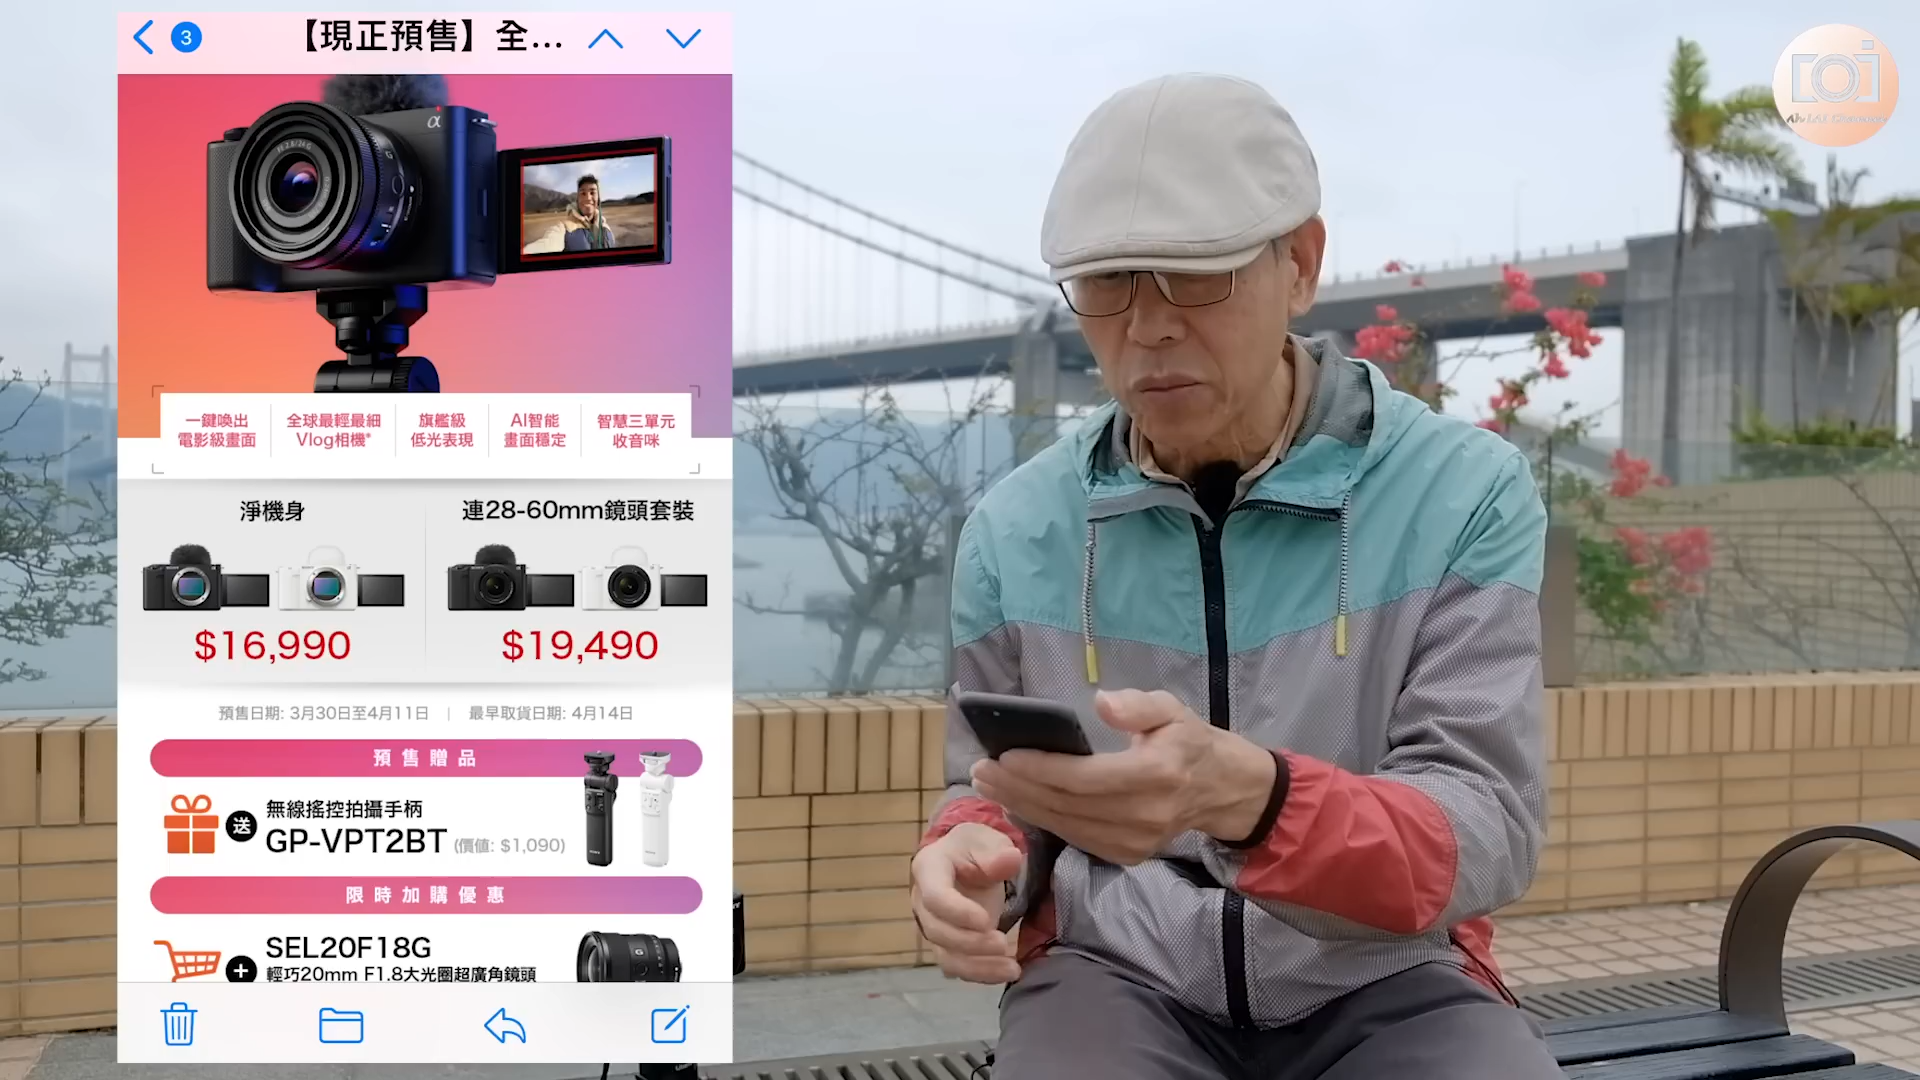 3
【現正預售】全…
α
FE 2.8/24 G
G
一鍵喚出
電影級畫面
全球最輕最細
Vlog相機*
旗艦級
低光表現
AI智能
畫面穩定
智慧三單元
收音咪
淨機身
連28-60mm鏡頭套裝
$16,990
$19,490
預售日期: 3月30日至4月11日 | 最早取貨日期: 4月14日
預售贈品
送
無線搖控拍攝手柄
GP-VPT2BT (價值: $1,090)
限時加購優惠
+
SEL20F18G
輕巧20mm F1.8大光圈超廣角鏡頭
G